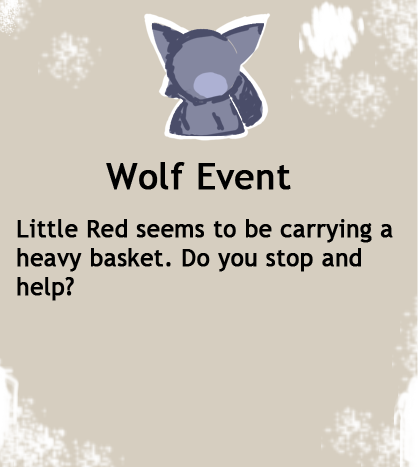 Wolf Event
Little Red seems to be carrying a
heavy basket. Do you stop and
help?